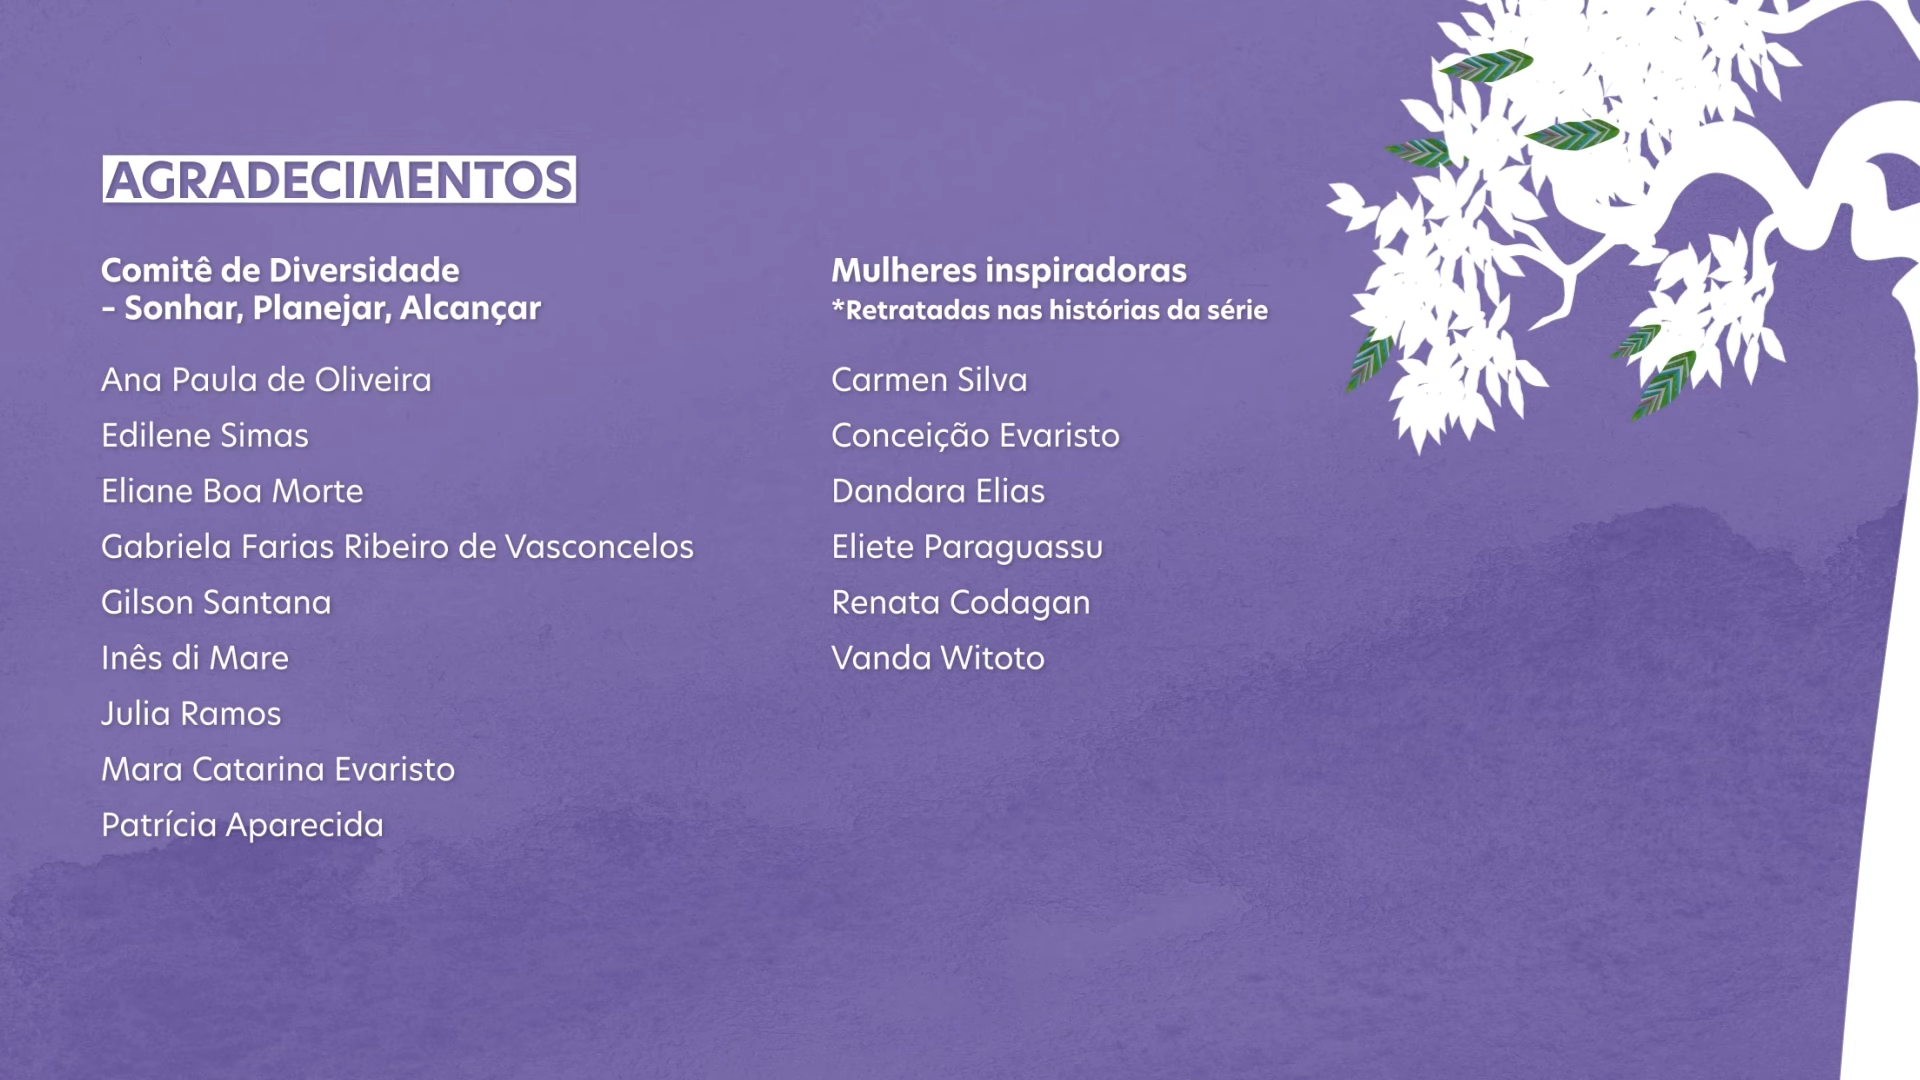 AGRADECIMENTOS
Comitê de Diversidade
– Sonhar, Planejar, Alcançar
Ana Paula de Oliveira
Edilene Simas
Eliane Boa Morte
Gabriela Farias Ribeiro de Vasconcelos
Gilson Santana
Inês di Mare
Julia Ramos
Mara Catarina Evaristo
Patrícia Aparecida
Mulheres inspiradoras
*Retratadas nas histórias da série
Carmen Silva
Conceição Evaristo
Dandara Elias
Eliete Paraguassu
Renata Codagan
Vanda Witoto